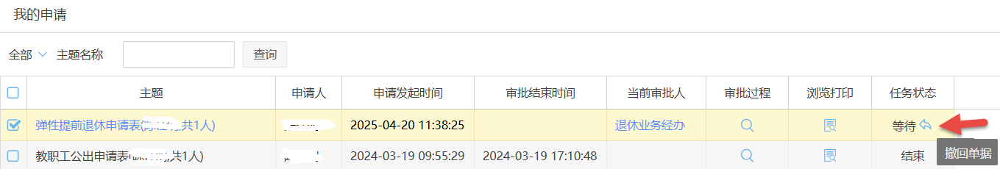 我的申请
全部 主题名称 查询
主题 申请人 申请发起时间 审批结束时间 当前审批人 审批过程 浏览打印 任务状态
弹性提前退休申请表( 共1人) 2025-04-20 11:38:25 退休业务经办 等待
教职工公出申请表( 共1人) 2024-03-19 09:55:29 2024-03-19 17:10:48 结束
撤回单据